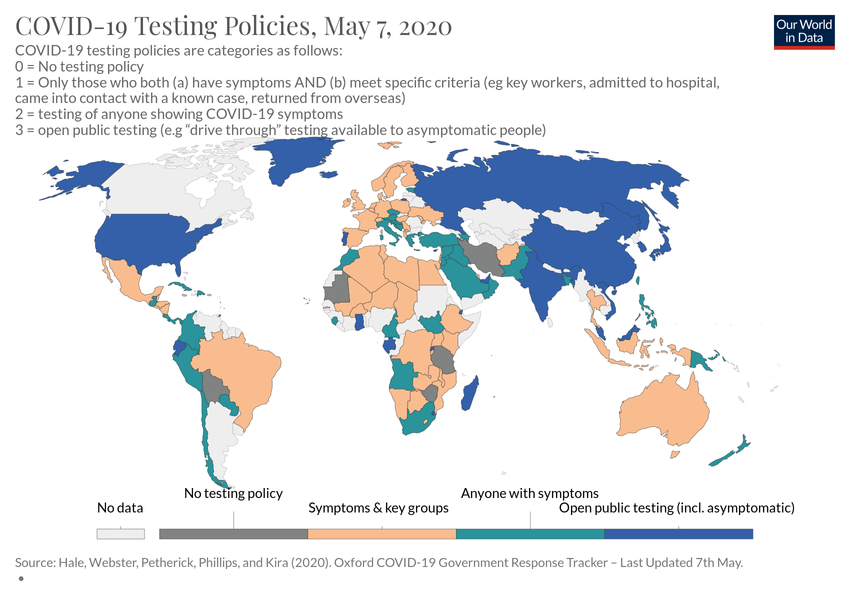 COVID-19 Testing Policies, May 7, 2020
Our World
in Data
COVID-19 testing policies are categories as follows:
0 = No testing policy
1 = Only those who both (a) have symptoms AND (b) meet specific criteria (eg key workers, admitted to hospital,
came into contact with a known case, returned from overseas)
2 = testing of anyone showing COVID-19 symptoms
3 = open public testing (e.g "drive through" testing available to asymptomatic people)
No data
No testing policy
Symptoms & key groups
Anyone with symptoms
Open public testing (incl. asymptomatic)
Source: Hale, Webster, Petherick, Phillips, and Kira (2020). Oxford COVID-19 Government Response Tracker – Last Updated 7th May.